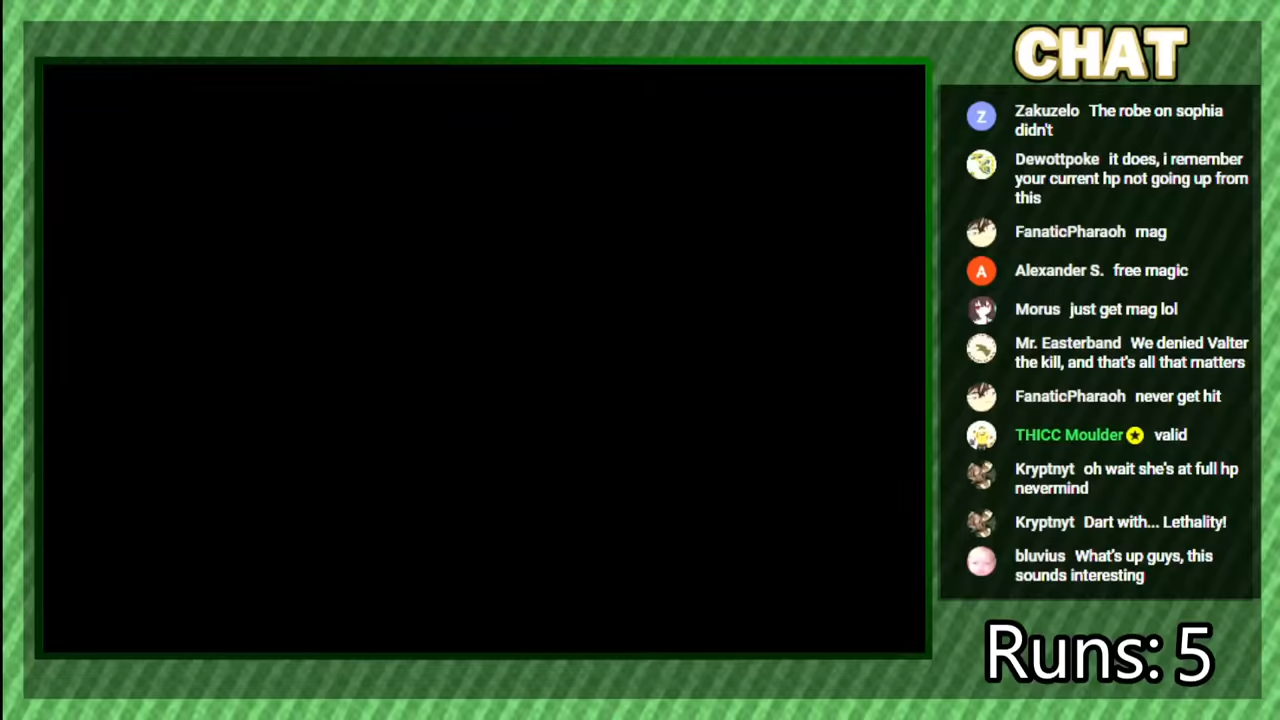 CHAT
Z
Zakuzelo The robe on sophia
didn't
Dewottpoke it does, i remember
your current hp not going up from
this
FanaticPharaoh mag
A
Alexander S. free magic
Morus just get mag lol
Mr. Easterband We denied Valter
the kill, and that's all that matters
FanaticPharaoh never get hit
THICC Moulder valid
Kryptnyt oh wait she's at full hp
nevermind
Kryptnyt Dart with... Lethality!
bluvius What's up guys, this
sounds interesting
Runs: 5